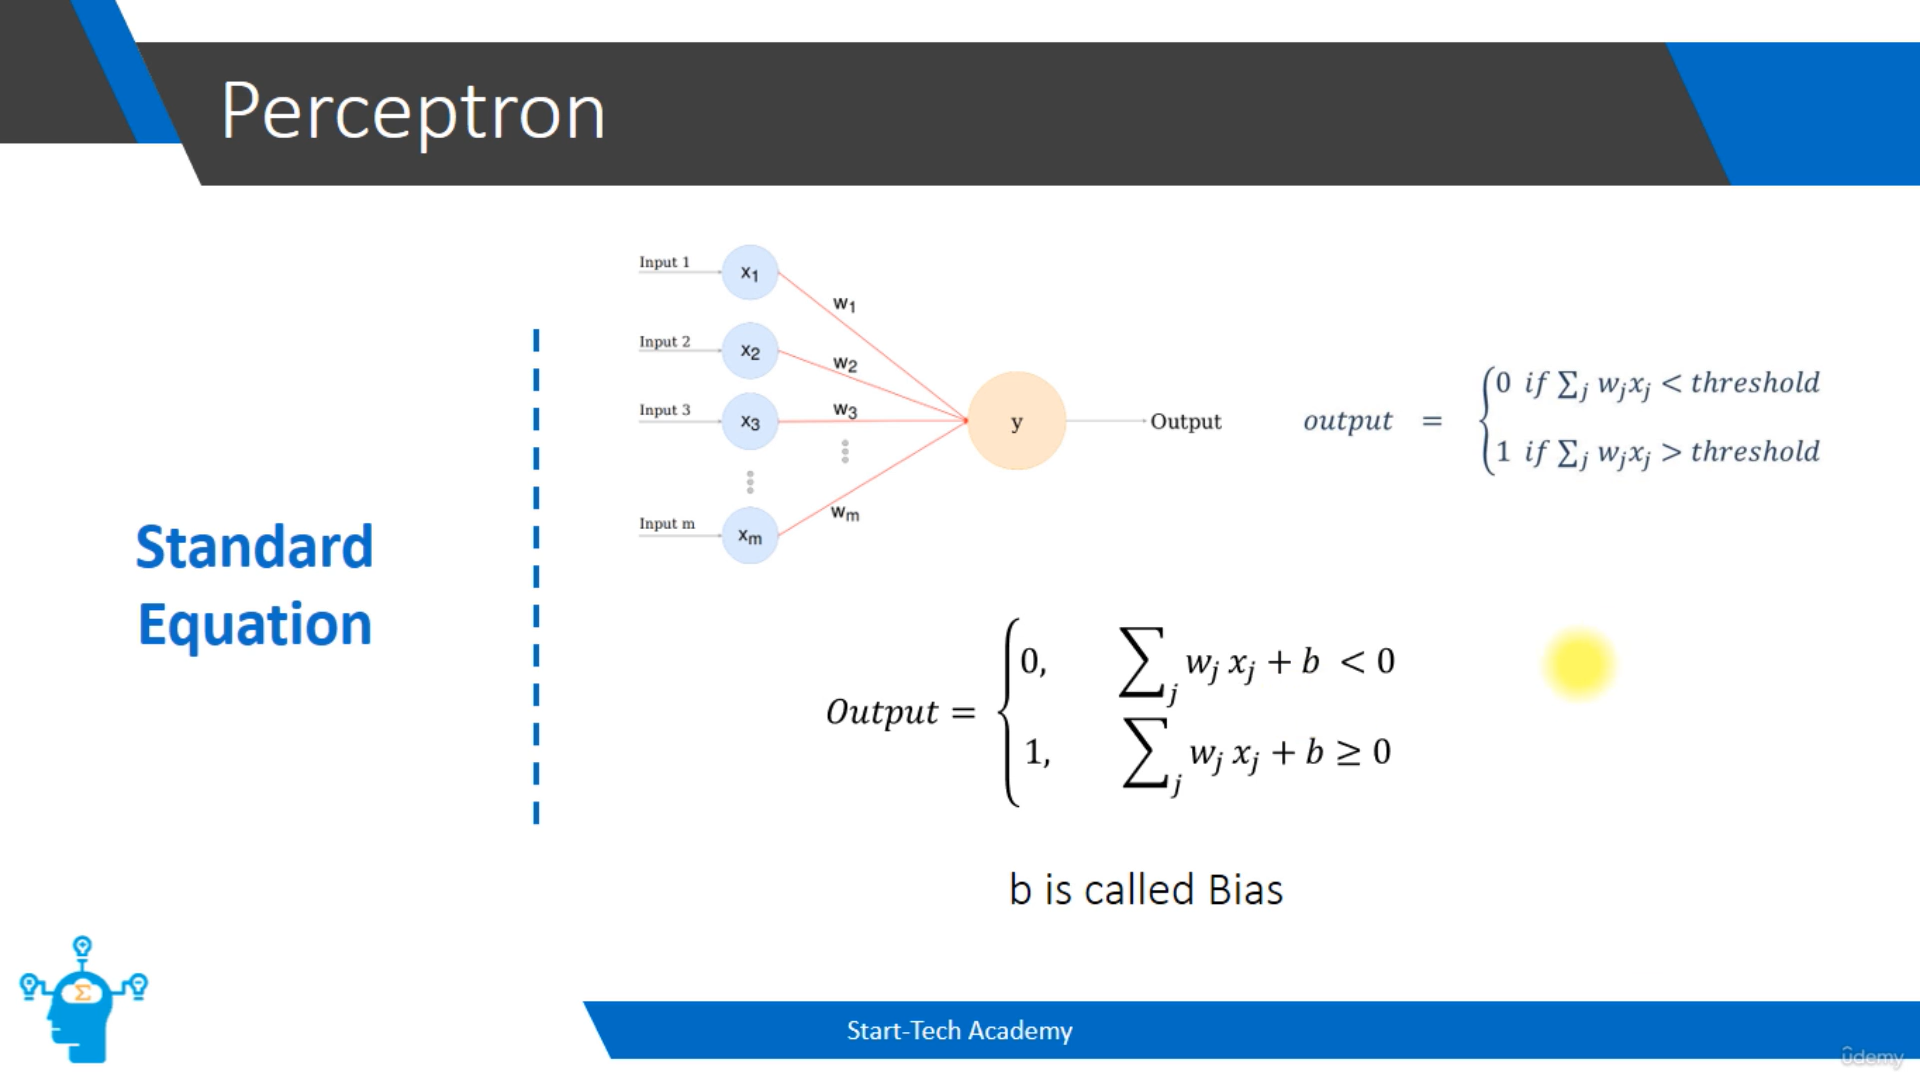 Perceptron
Standard
Equation
Input 1
x₁
w₁
Input 2
x₂
w₂
Input 3
x₃
w₃
Input m
xₘ
wₘ
y
Output
output = {0 if ∑ⱼ wⱼxⱼ < threshold
1 if ∑ⱼ wⱼxⱼ > threshold
Output = {0, ∑ⱼ wⱼ xⱼ + b < 0
1, ∑ⱼ wⱼ xⱼ + b ≥ 0
b is called Bias
Σ
Start-Tech Academy
ûdemy